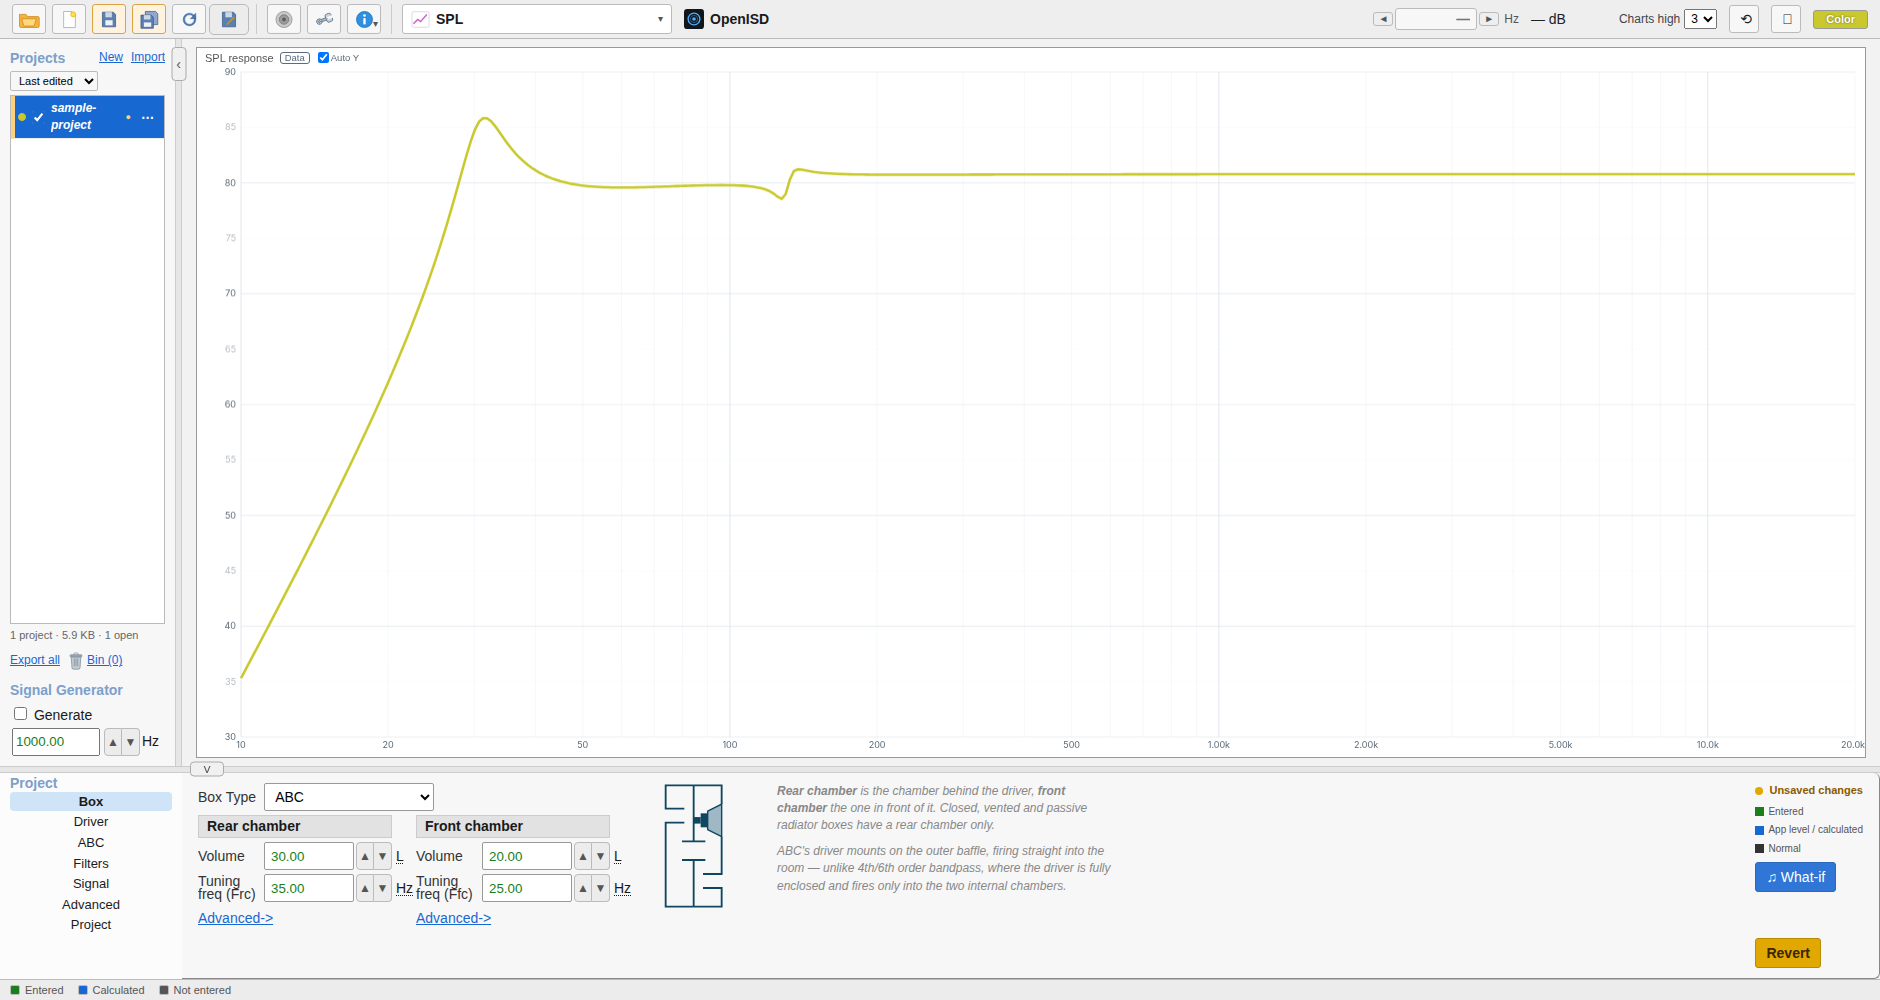 SPL
OpenISD
— Hz — dB
Charts high 3
Color
Projects New Import
Last edited
sample-
project
1 project · 5.9 KB · 1 open
Export all Bin (0)
Signal Generator
Generate
1000.00 Hz
SPL response Data Auto Y
90
85
80
75
70
65
60
55
50
45
40
35
30
10 20 50 100 200 500 1.00k 2.00k 5.00k 10.0k 20.0k
V
Project
Box
Driver
ABC
Filters
Signal
Advanced
Project
Box Type ABC
Rear chamber
Volume 30.00 L
Tuning
freq (Frc) 35.00 Hz
Advanced->
Front chamber
Volume 20.00 L
Tuning
freq (Ffc) 25.00 Hz
Advanced->
Rear chamber is the chamber behind the driver, front
chamber the one in front of it. Closed, vented and passive
radiator boxes have a rear chamber only.
ABC's driver mounts on the outer baffle, firing straight into the
room — unlike 4th/6th order bandpass, where the driver is fully
enclosed and fires only into the two internal chambers.
Unsaved changes
Entered
App level / calculated
Normal
♫ What-if
Revert
Entered Calculated Not entered